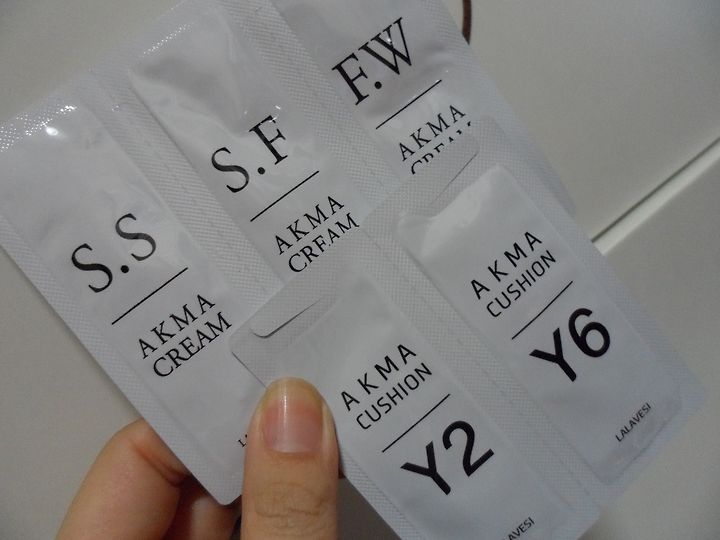 S.S
AKMA
CREAM
S.F
AKMA
CREAM
F.W
AKMA
CREAM
AKMA
CUSHION
Y2
AKMA
CUSHION
Y6
LALAVESI